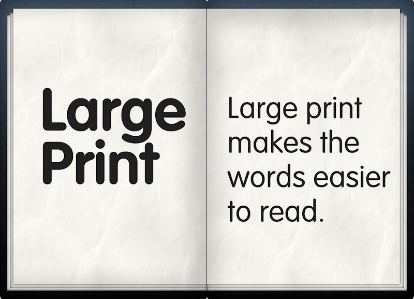 Large
Print
Large print
makes the
words easier
to read.